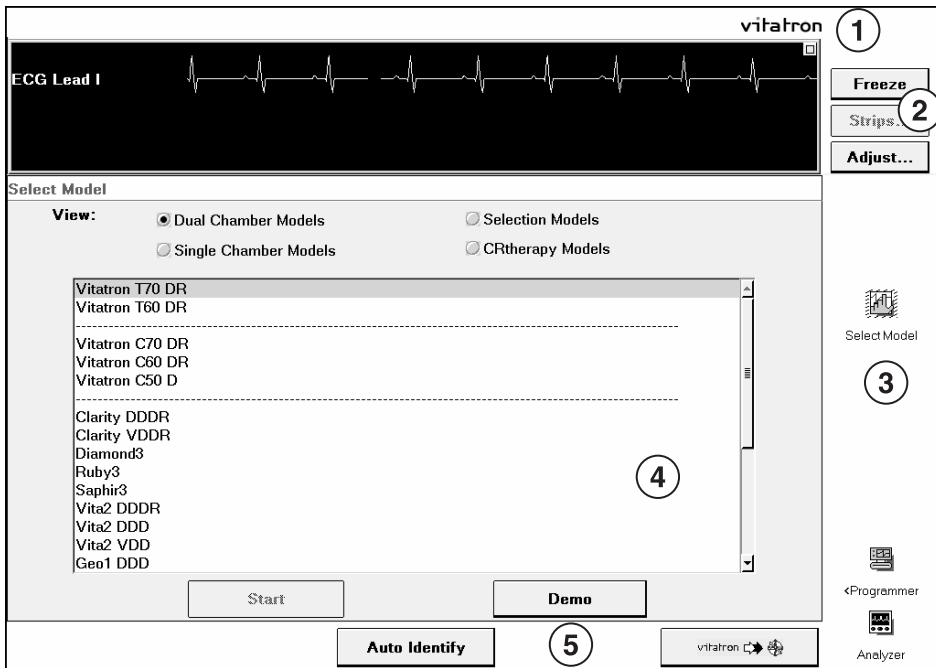 vitatron
1
ECG Lead I
Freeze
2
Strips...
Adjust...
Select Model
View:
Dual Chamber Models
Selection Models
Single Chamber Models
CRtherapy Models
Vitatron T70 DR
Vitatron T60 DR
Vitatron C70 DR
Vitatron C60 DR
Vitatron C50 D
Clarity DDDR
Clarity VDDR
Diamond3
Ruby3
Saphir3
Vita2 DDDR
Vita2 DDD
Vita2 VDD
Geo1 DDD
Select Model
3
4
Start
Demo
<Programmer
Auto Identify
5
vitatron
Analyzer